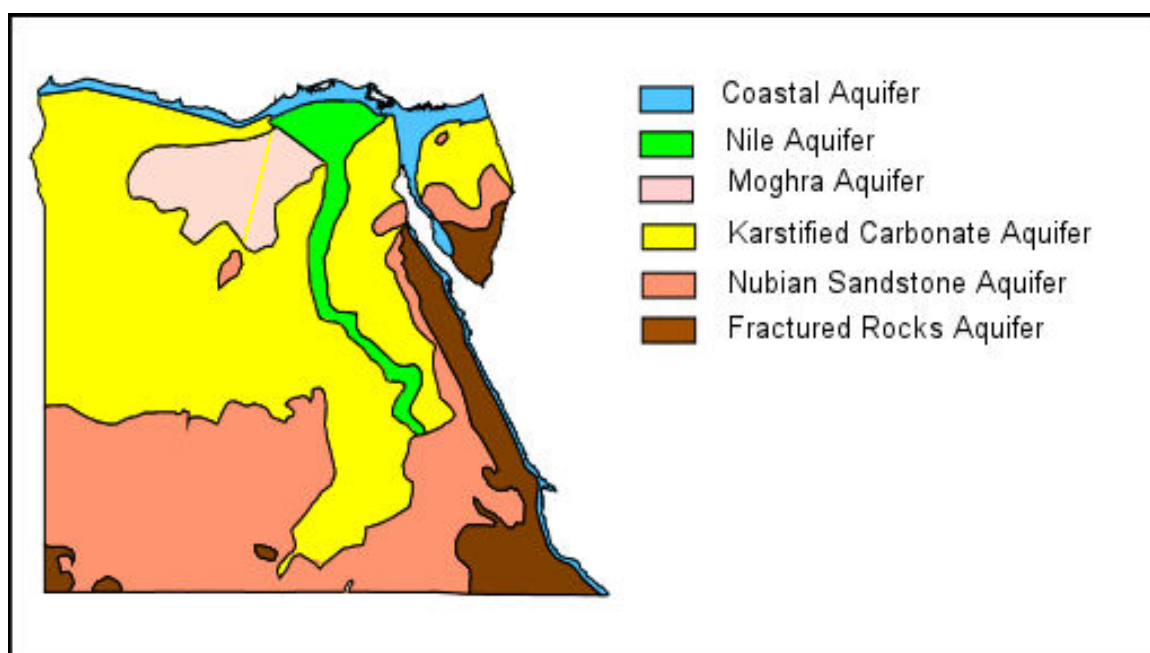 Coastal Aquifer
Nile Aquifer
Moghra Aquifer
Karstified Carbonate Aquifer
Nubian Sandstone Aquifer
Fractured Rocks Aquifer